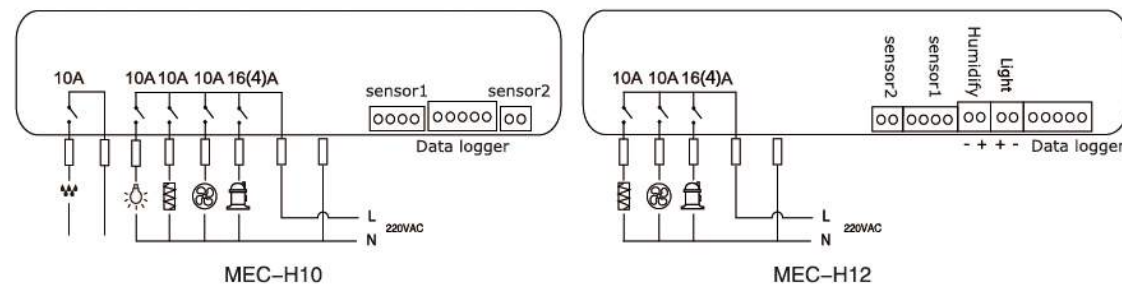 10A
10A 10A 10A 16(4)A
sensor1
sensor2
Data logger
L
220VAC
N
MEC-H10
10A 10A 16(4)A
sensor2
sensor1
Humidify
Light
- + + - Data logger
L
220VAC
N
MEC-H12